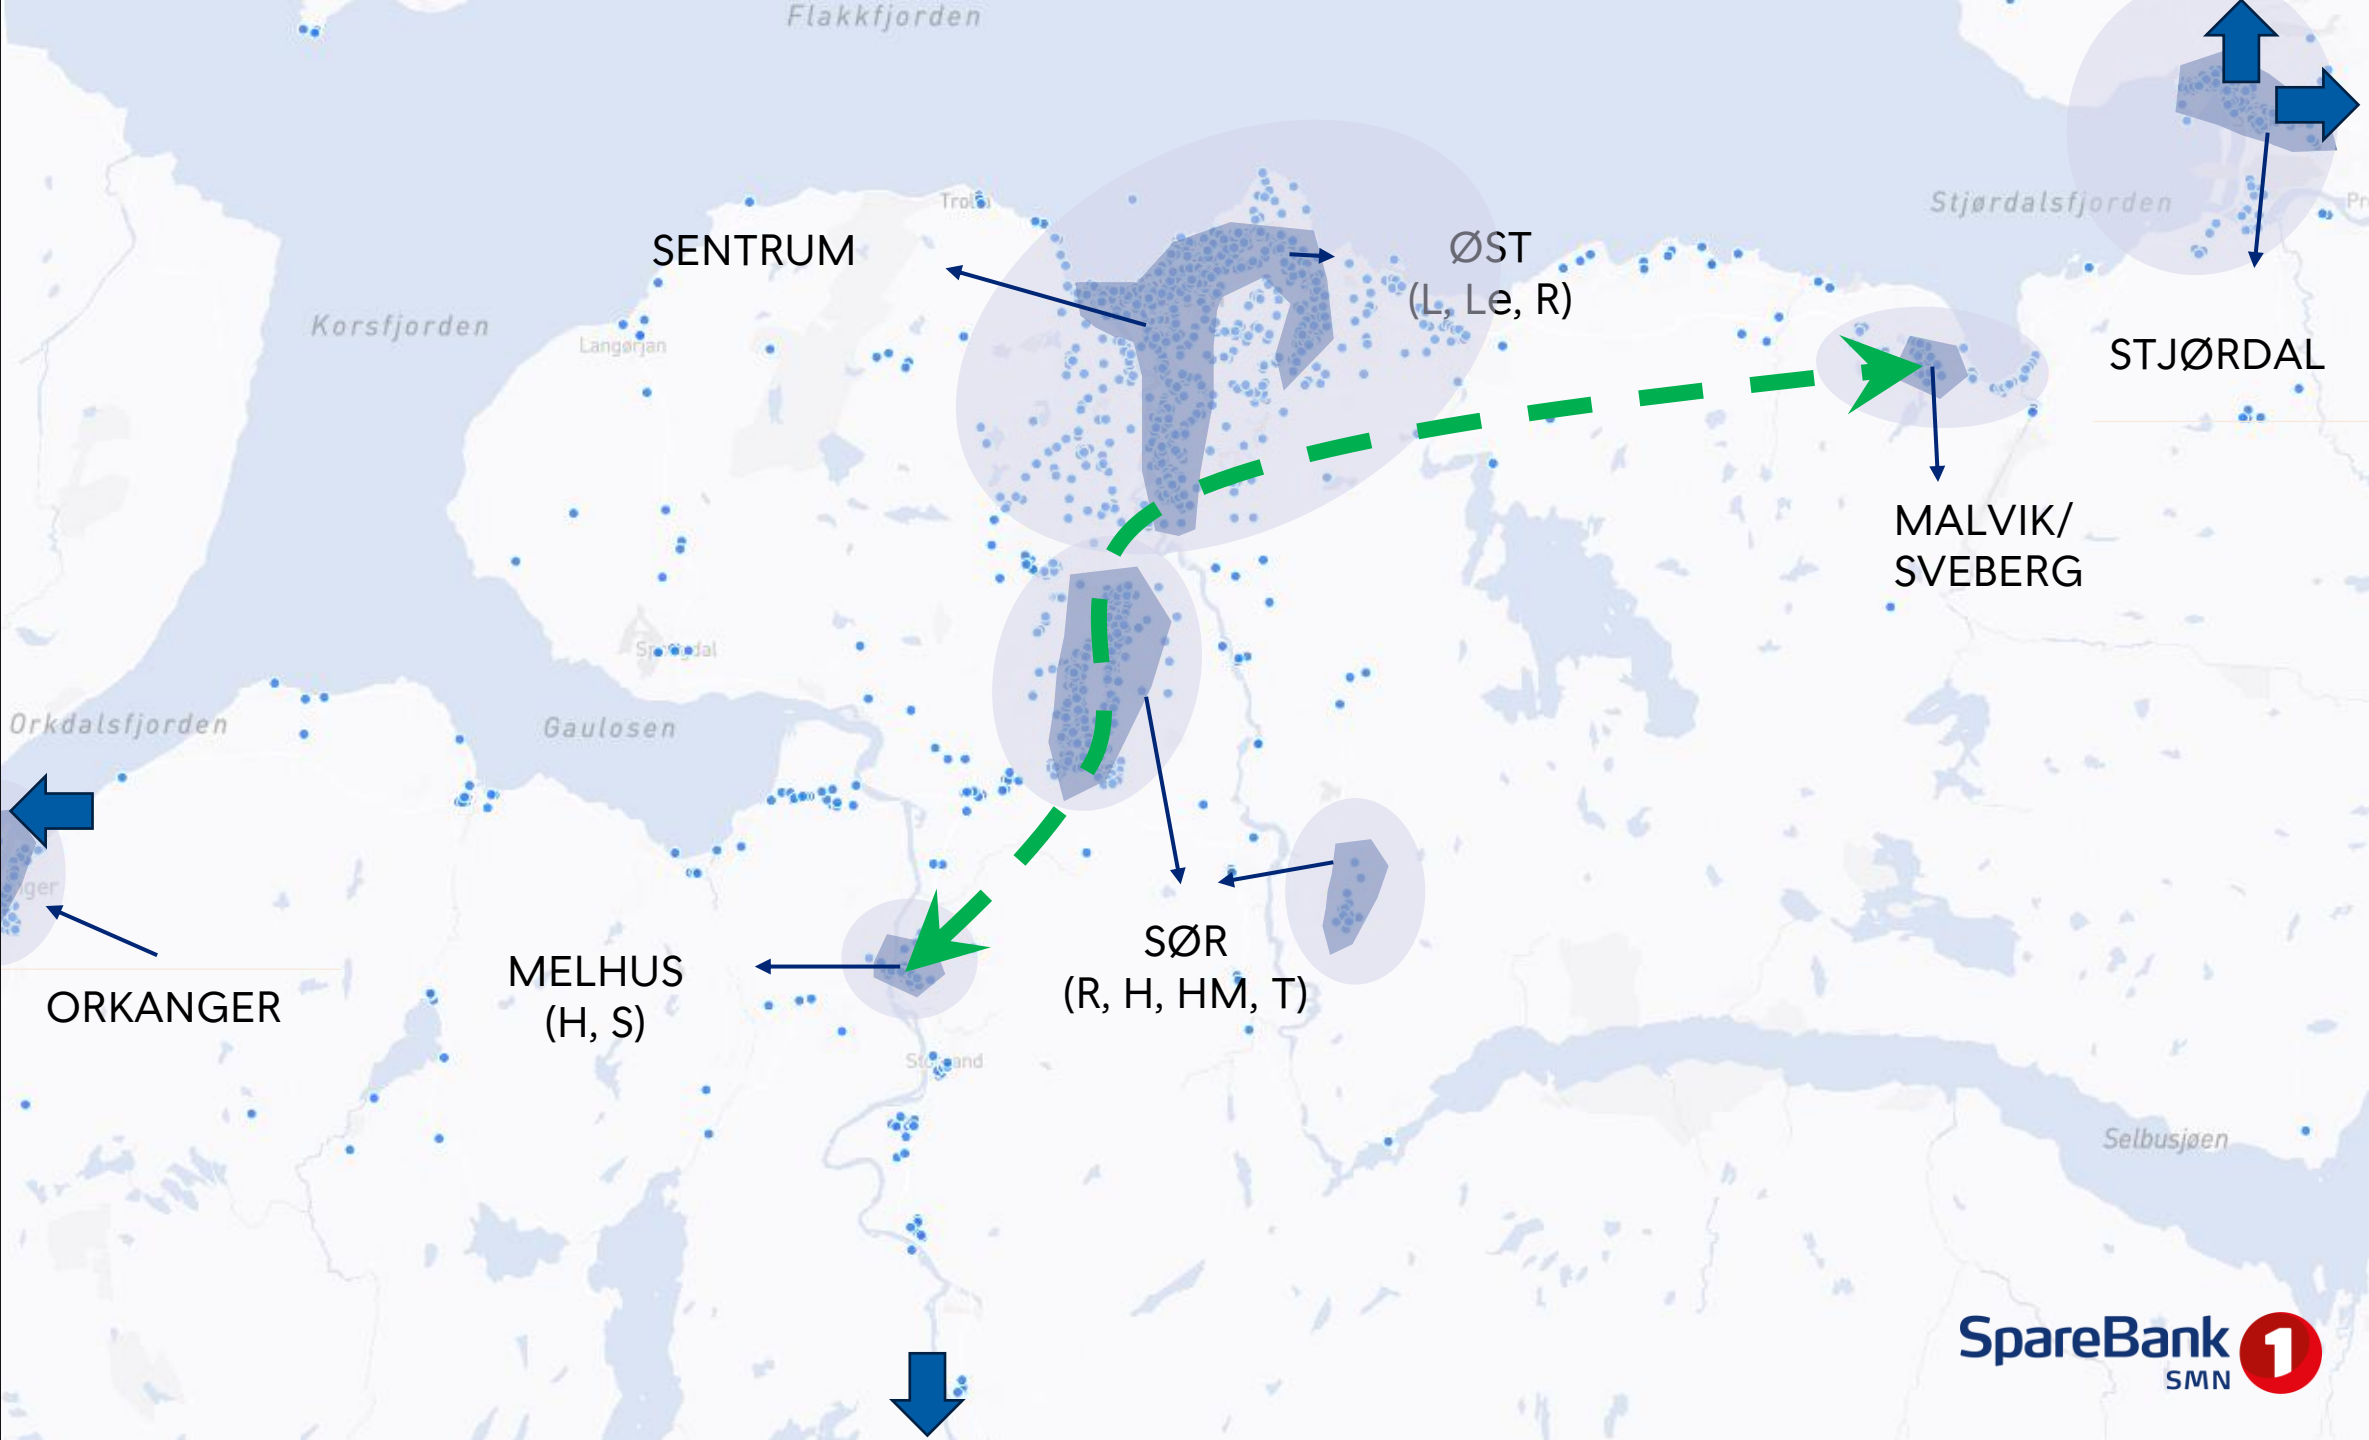 Flakkfjorden
Stjørdalsfjorden
SENTRUM
ØST
(L, Le, R)
Korsfjorden
Langørjan
STJØRDAL
MALVIK/
SVEBERG
Orkdalsfjorden
Gaulosen
ORKANGER
MELHUS
(H, S)
SØR
(R, H, HM, T)
Selbusjøen
SpareBank 1
SMN